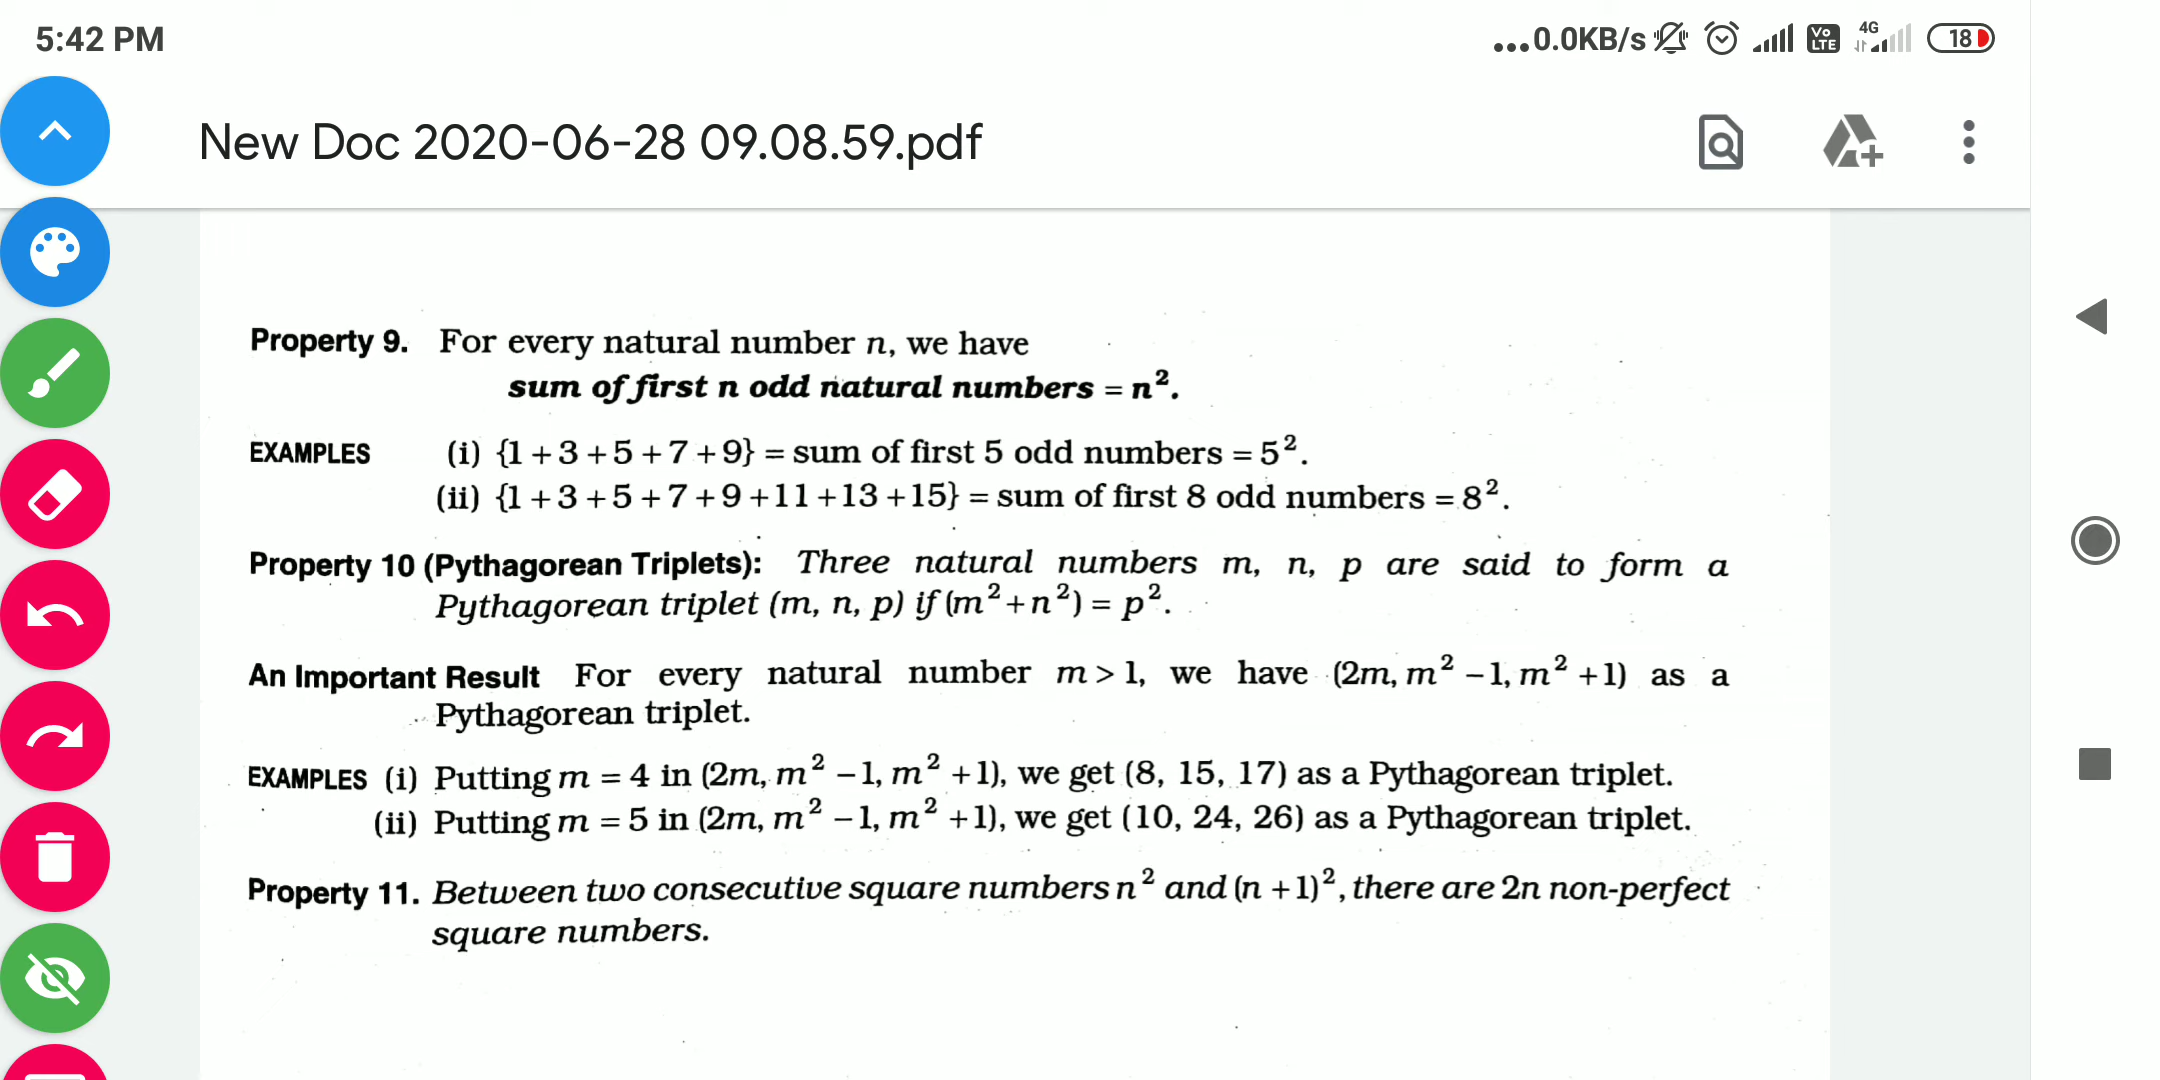 5:42 PM
...0.0KB/s Vo LTE 4G 18
New Doc 2020-06-28 09.08.59.pdf
Property 9. For every natural number n, we have
sum of first n odd natural numbers = n².
EXAMPLES (i) {1+3+5+7+9} = sum of first 5 odd numbers = 5².
(ii) {1+3+5+7+9+11+13+15} = sum of first 8 odd numbers = 8².
Property 10 (Pythagorean Triplets): Three natural numbers m, n, p are said to form a
Pythagorean triplet (m, n, p) if (m²+n²) = p².
An Important Result For every natural number m > 1, we have (2m, m² −1, m² +1) as a
Pythagorean triplet.
EXAMPLES (i) Putting m = 4 in (2m, m² −1, m² +1), we get (8, 15, 17) as a Pythagorean triplet.
(ii) Putting m = 5 in (2m, m² −1, m² +1), we get (10, 24, 26) as a Pythagorean triplet.
Property 11. Between two consecutive square numbers n² and (n +1)², there are 2n non-perfect
square numbers.